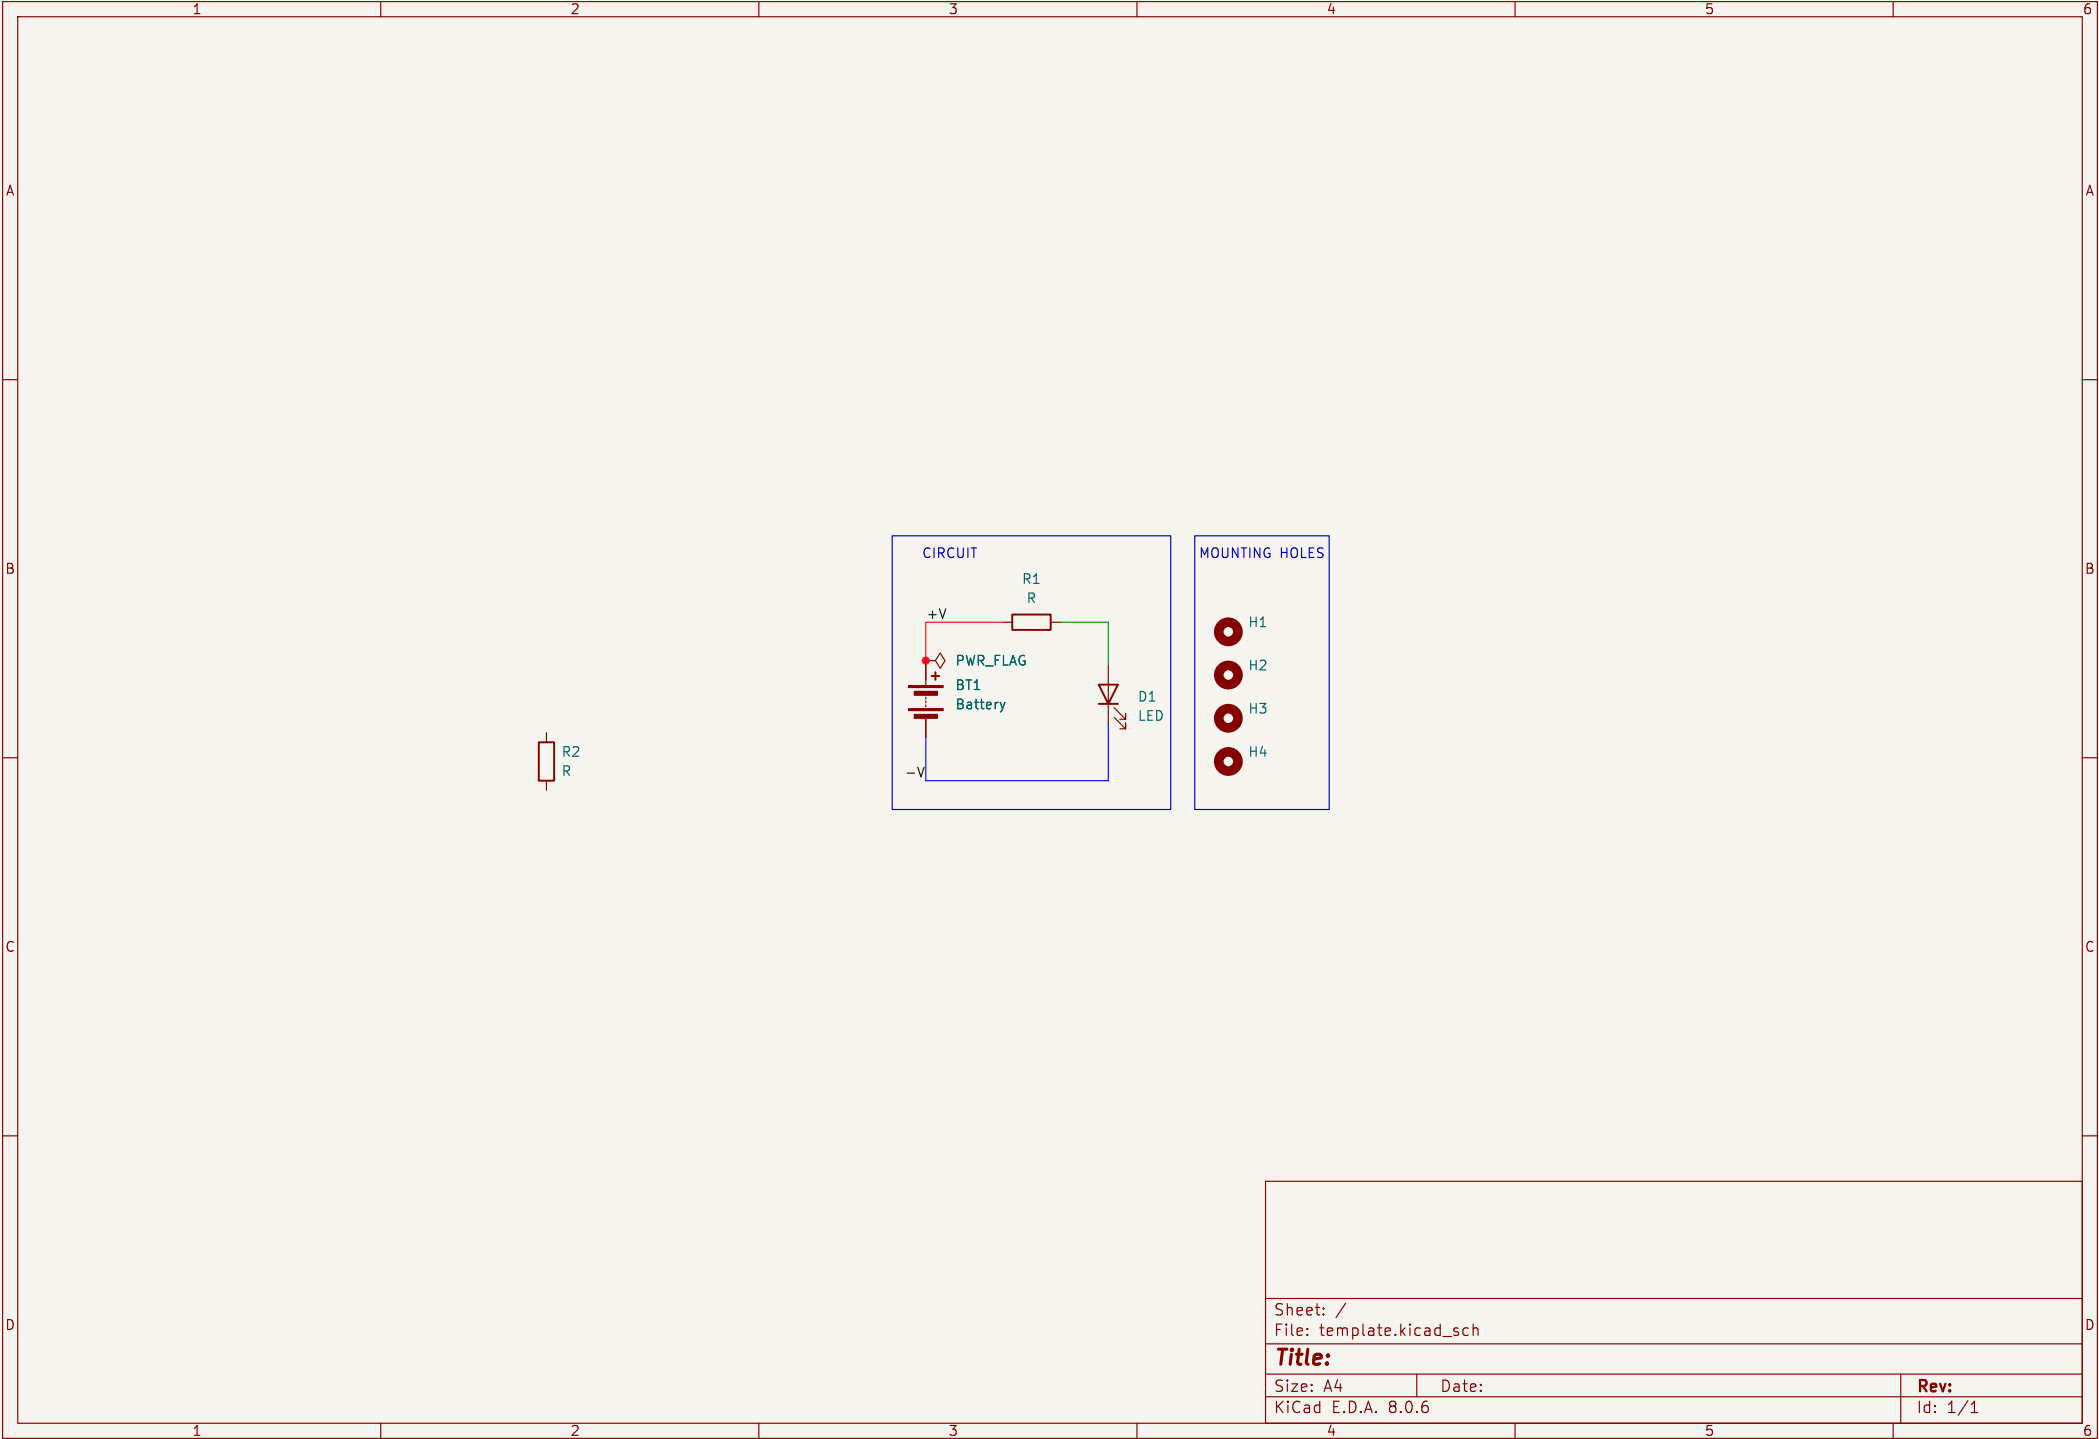 1 2 3 4 5 6
A A
CIRCUIT MOUNTING HOLES
B B
R1
R
+V
H1
PWR_FLAG
H2
+
BT1
Battery
D1
LED
H3
R2
R
H4
-V
C C
Sheet: /
File: template.kicad_sch
D D
Title:
Size: A4 Date: Rev:
KiCad E.D.A. 8.0.6 Id: 1/1
1 2 3 4 5 6